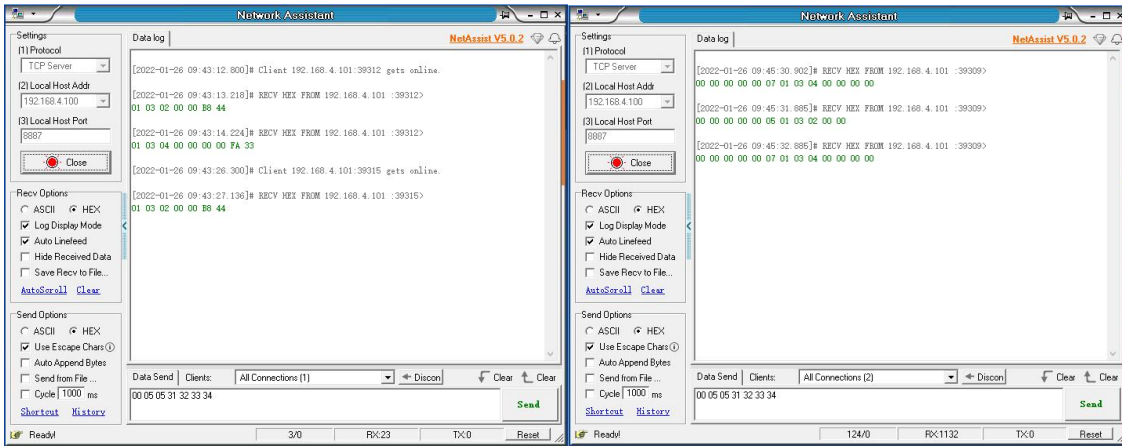 Network Assistant
Settings
(1) Protocol
TCP Server
(2) Local Host Addr
192.168.4.100
(3) Local Host Port
8887
Close
Recv Options
ASCII HEX
Log Display Mode
Auto Linefeed
Hide Received Data
Save Recv to File...
AutoScroll Clear
Send Options
ASCII HEX
Use Escape Chars
Auto Append Bytes
Send from File ...
Cycle 1000 ms
Shortcut History
Data log
NetAssist V5.0.2
[2022-01-26 09:43:12.800]# Client 192.168.4.101:39312 gets online.
[2022-01-26 09:43:13.218]# RECV HEX FROM 192.168.4.101 :39312>
01 03 02 00 00 B8 44
[2022-01-26 09:43:14.224]# RECV HEX FROM 192.168.4.101 :39312>
01 03 04 00 00 00 00 FA 33
[2022-01-26 09:43:26.300]# Client 192.168.4.101:39315 gets online.
[2022-01-26 09:43:27.136]# RECV HEX FROM 192.168.4.101 :39315>
01 03 02 00 00 B8 44
Data Send Clients: All Connections (1) Discon Clear Clear
00 05 05 31 32 33 34
Send
Ready! 3/0 RX:23 TX:0 Reset
Network Assistant
Settings
(1) Protocol
TCP Server
(2) Local Host Addr
192.168.4.100
(3) Local Host Port
8887
Close
Recv Options
ASCII HEX
Log Display Mode
Auto Linefeed
Hide Received Data
Save Recv to File...
AutoScroll Clear
Send Options
ASCII HEX
Use Escape Chars
Auto Append Bytes
Send from File ...
Cycle 1000 ms
Shortcut History
Data log
NetAssist V5.0.2
[2022-01-26 09:45:30.902]# RECV HEX FROM 192.168.4.101 :39309>
00 00 00 00 00 07 01 03 04 00 00 00 00
[2022-01-26 09:45:31.885]# RECV HEX FROM 192.168.4.101 :39309>
00 00 00 00 00 05 01 03 02 00 00
[2022-01-26 09:45:32.885]# RECV HEX FROM 192.168.4.101 :39309>
00 00 00 00 00 07 01 03 04 00 00 00 00
Data Send Clients: All Connections (2) Discon Clear Clear
00 05 05 31 32 33 34
Send
Ready! 124/0 RX:1132 TX:0 Reset